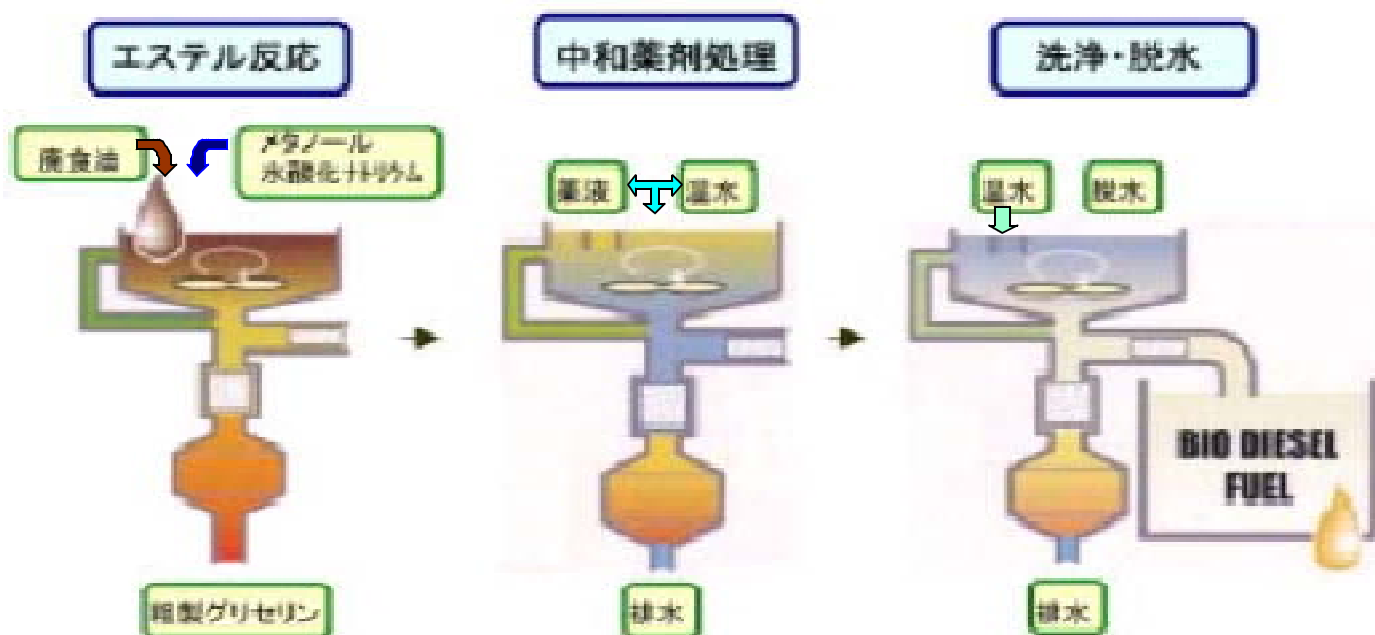 エステル反応
中和薬剤処理
洗浄・脱水
廃食油
メタノール
水酸化ナトリウム
薬液
温水
温水
脱水
BIO DIESEL
FUEL
粗製グリセリン
排水
排水